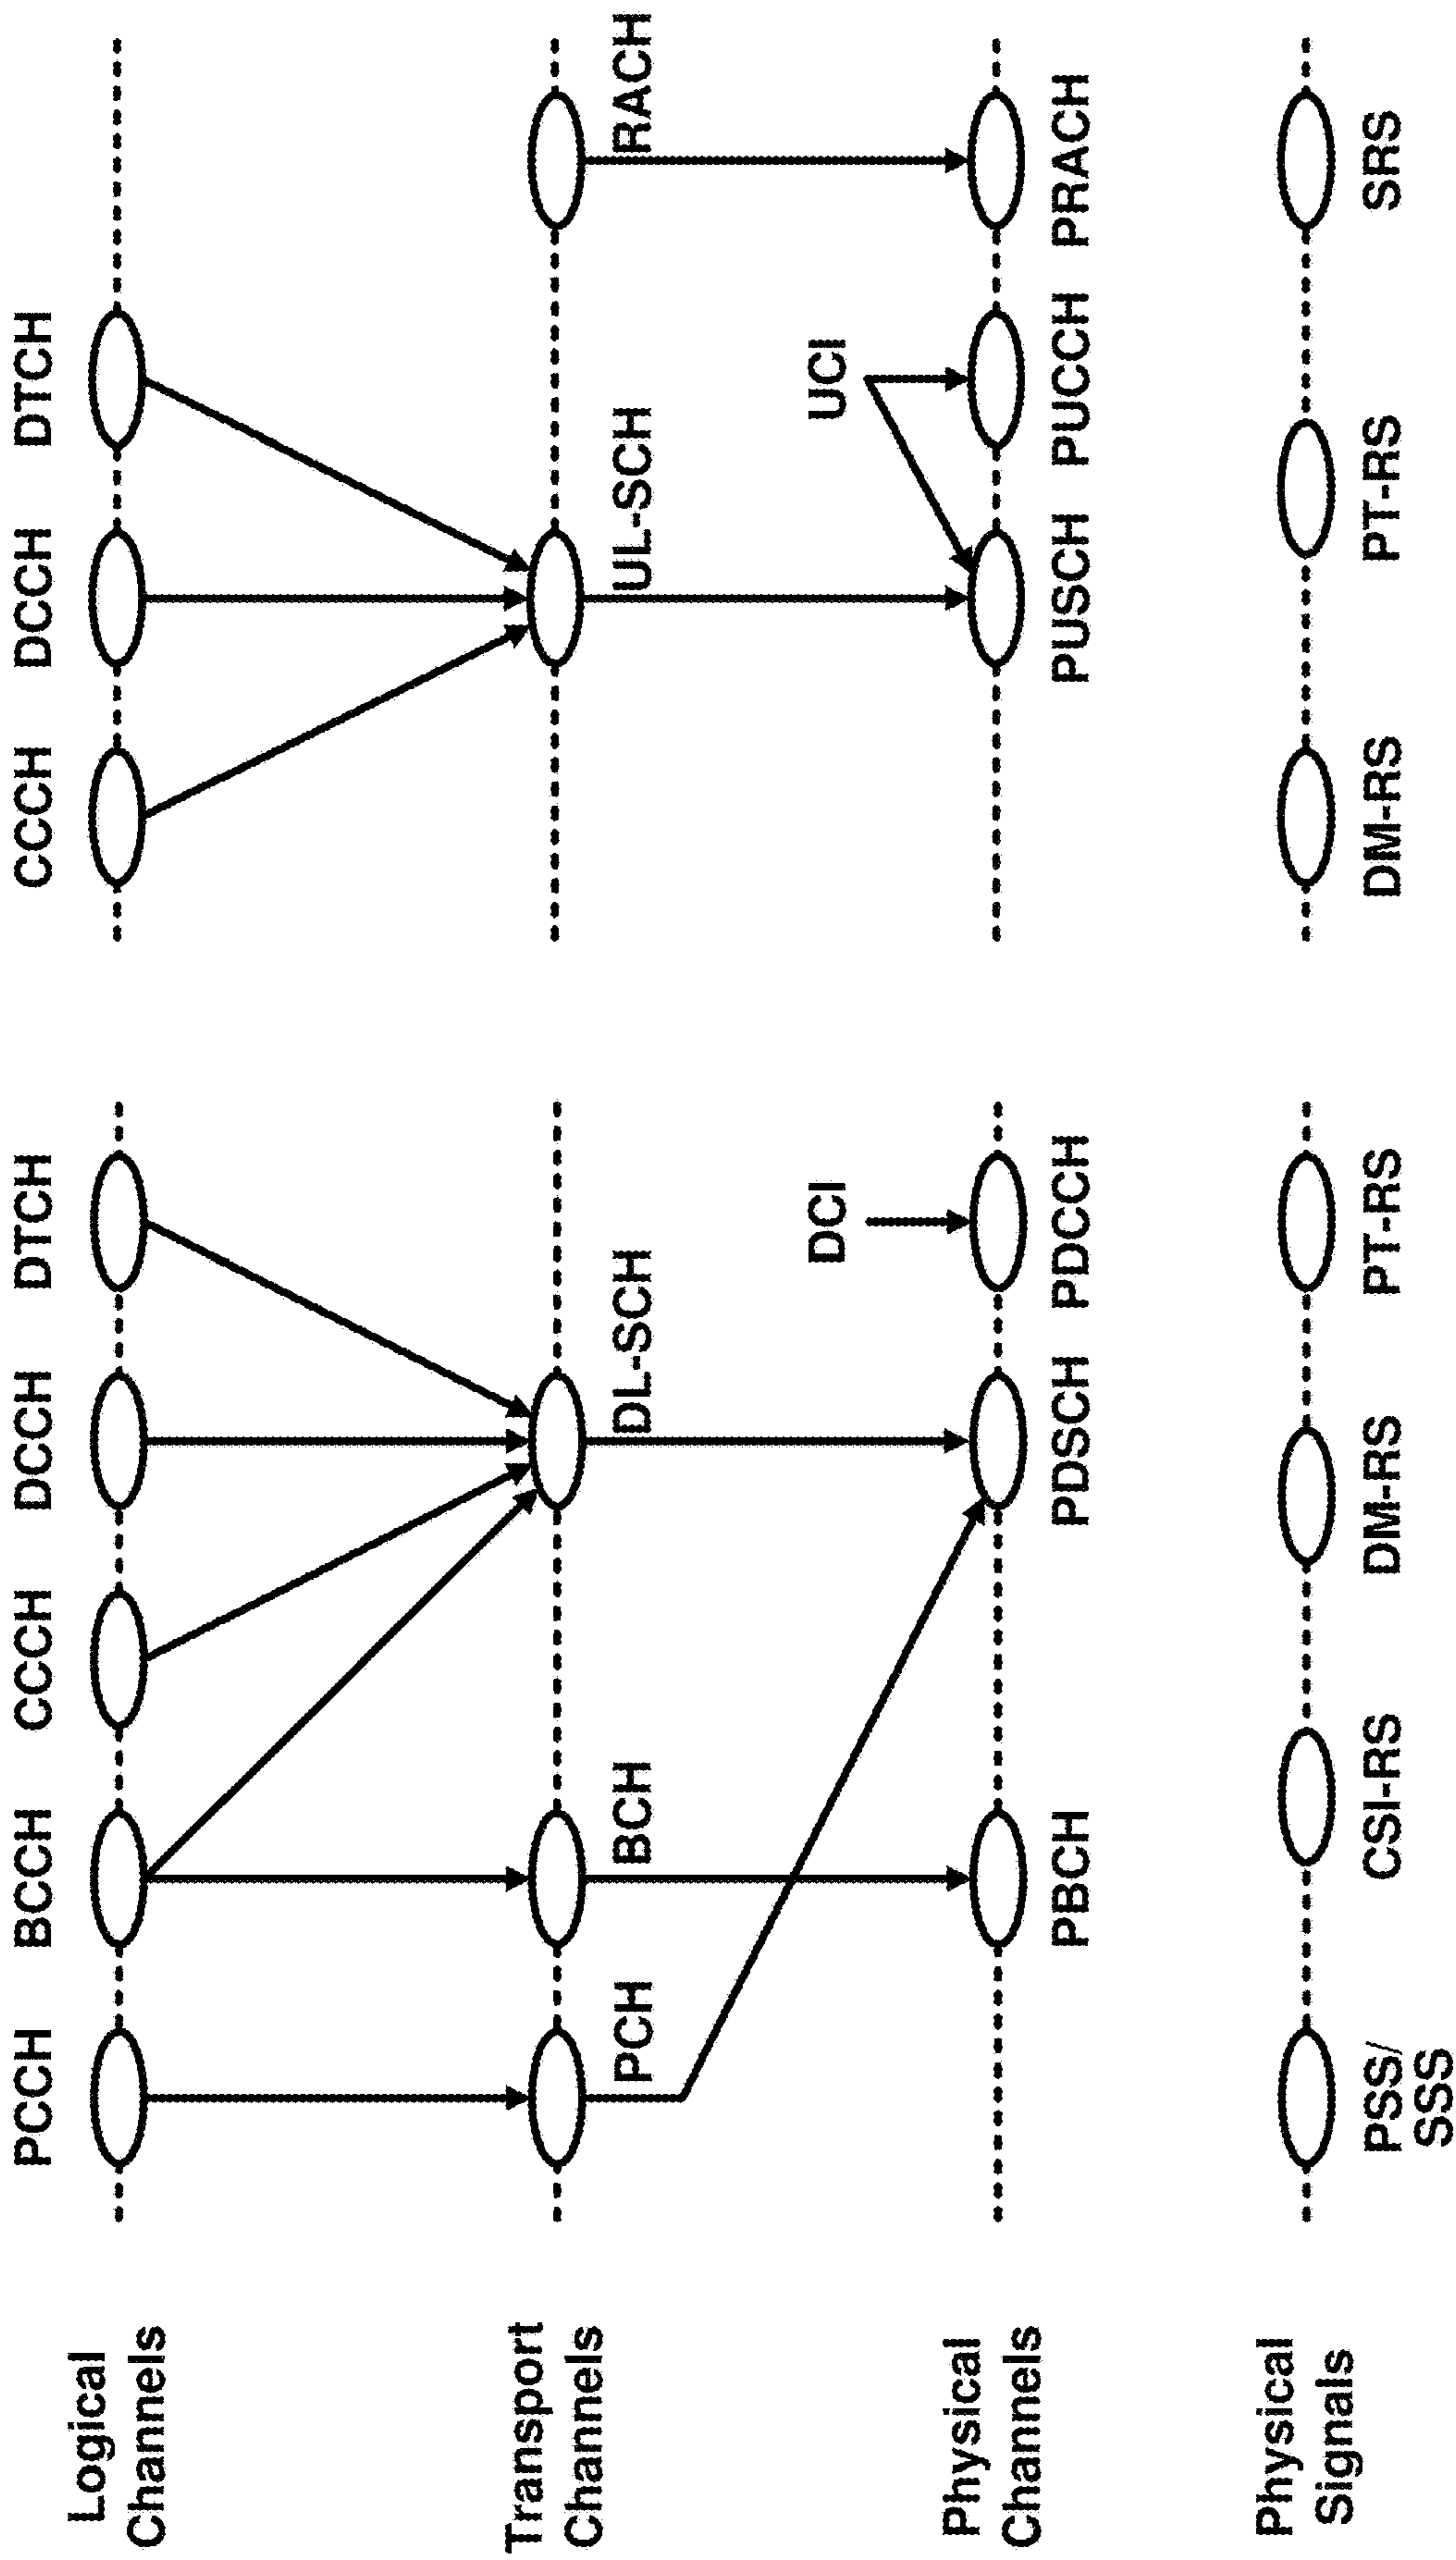 PCCH BCCH CCCH DCCH DTCH CCCH DCCH DTCH
Logical
Channels
Transport
Channels
PCH BCH DL-SCH UL-SCH RACH
DCI UCI
Physical
Channels
PBCH PDSCH PDCCH PUSCH PUCCH PRACH
Physical
Signals
PSS/ CSI-RS DM-RS PT-RS DM-RS PT-RS SRS
SSS